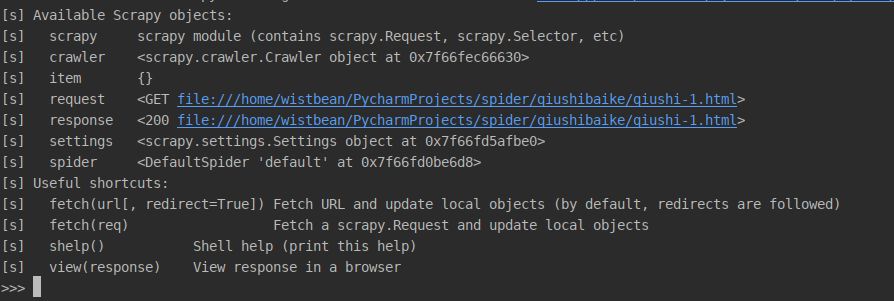 [s] Available Scrapy objects:
[s]   scrapy     scrapy module (contains scrapy.Request, scrapy.Selector, etc)
[s]   crawler    <scrapy.crawler.Crawler object at 0x7f66fec66630>
[s]   item       {}
[s]   request    <GET file:///home/wistbean/PycharmProjects/spider/qiushibaike/qiushi-1.html>
[s]   response   <200 file:///home/wistbean/PycharmProjects/spider/qiushibaike/qiushi-1.html>
[s]   settings   <scrapy.settings.Settings object at 0x7f66fd5afbe0>
[s]   spider     <DefaultSpider 'default' at 0x7f66fd0be6d8>
[s] Useful shortcuts:
[s]   fetch(url[, redirect=True]) Fetch URL and update local objects (by default, redirects are followed)
[s]   fetch(req)                  Fetch a scrapy.Request and update local objects
[s]   shelp()           Shell help (print this help)
[s]   view(response)    View response in a browser
>>>